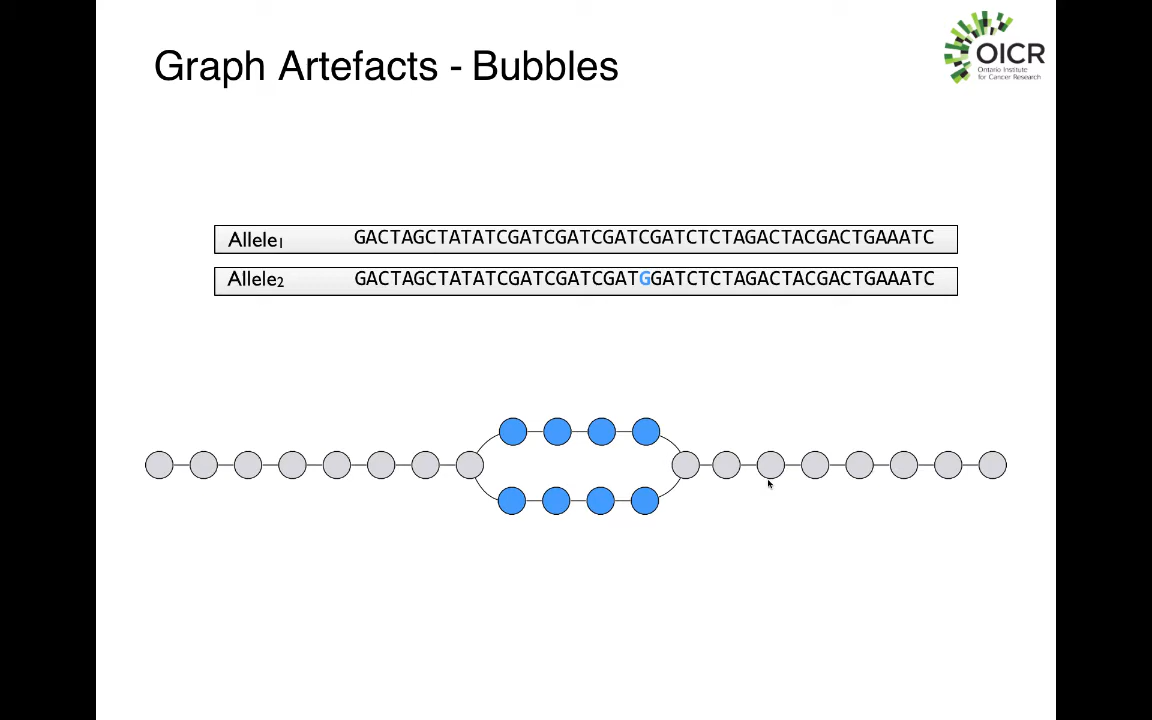 Graph Artefacts - Bubbles
OICR
Ontario Institute
for Cancer Research
Allele1 GACTAGCTATATCGATCGATCGATCGATCTCTAGACTACGACTGAAATC
Allele2 GACTAGCTATATCGATCGATCGATGGATCTCTAGACTACGACTGAAATC